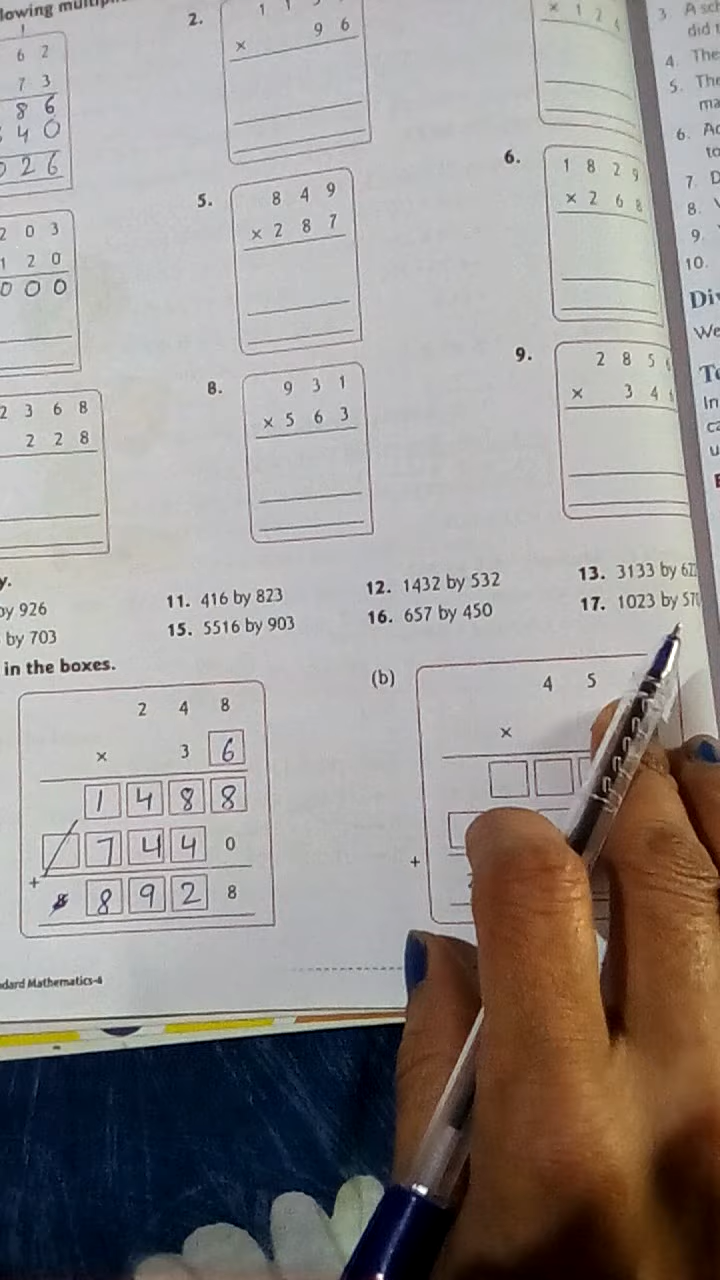 2.
9 6
×
× 1 2
3 A
did
4. The
5. The
ma
6. Ac
to
7. D
8.
9.
10.
6 2
7 3
8 6
4 0
0 2 6
5.
8 4 9
× 2 8 7
6.
1 8 2 9
× 2 6 8
2 0 3
1 2 0
0 0 0
Div
We
8.
9 3 1
× 5 6 3
9.
2 8 5
× 3 4
2 3 6 8
2 2 8
In
y.
by 926
11. 416 by 823
12. 1432 by 532
13. 3133 by 62
by 703
15. 5516 by 903
16. 657 by 450
17. 1023 by 57
in the boxes.
2 4 8
× 3 6
1 4 8 8
7 4 4 0
+
8 9 2 8
(b)
4 5
×
+
dard Mathematics-4